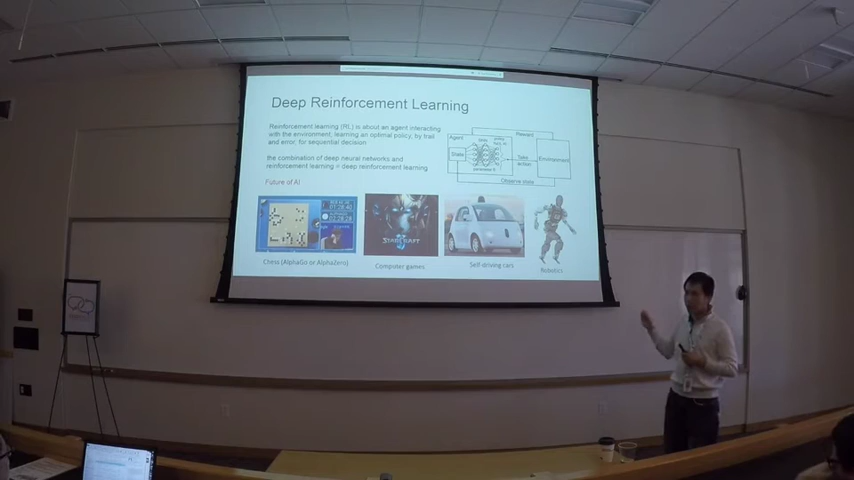 Deep Reinforcement Learning
Reinforcement learning (RL) is about an agent interacting
with the environment, learning an optimal policy, by trail
and error, for sequential decision
the combination of deep neural networks and
reinforcement learning = deep reinforcement learning
Future of AI
Agent
Reward
State
Environment
Take
action
parameter θ
Observe state
STARCRAFT
Chess (AlphaGo or AlphaZero)
Computer games
Self-driving cars
Robotics